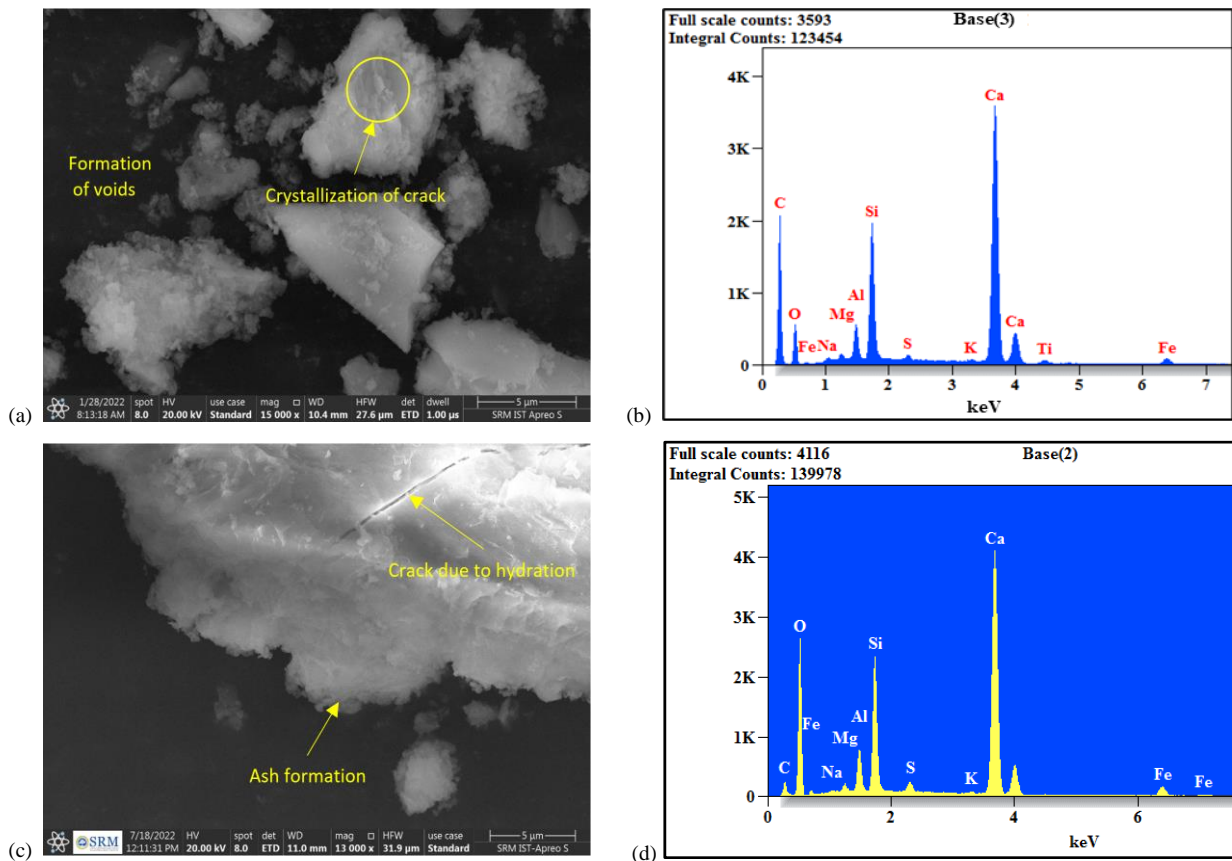 Formation
of voids
Crystallization of crack
1/28/2022 spot HV use case mag □ WD HFW det dwell
8:13:18 AM 8.0 20.00 kV Standard 15 000 x 10.4 mm 27.6 µm ETD 1.00 µs
5 µm
SRM IST Apreo S
(a)
Full scale counts: 3593 Base(3)
Integral Counts: 123454
4K
3K
2K
1K
0
C
O
Fe
Na
Mg
Al
Si
S
K
Ca
Ca
Ti
Fe
0 1 2 3 4 5 6 7
keV
(b)
Crack due to hydration
Ash formation
SRM
7/18/2022 HV spot det WD mag □ HFW use case
12:11:31 PM 20.00 kV 8.0 ETD 11.0 mm 13 000 x 31.9 µm Standard
5 µm
SRM IST-Apreo S
(c)
Full scale counts: 4116 Base(2)
Integral Counts: 139978
5K
4K
3K
2K
1K
0
C
O
Fe
Na
Mg
Al
Si
S
K
Ca
Fe
Fe
0 2 4 6
keV
(d)